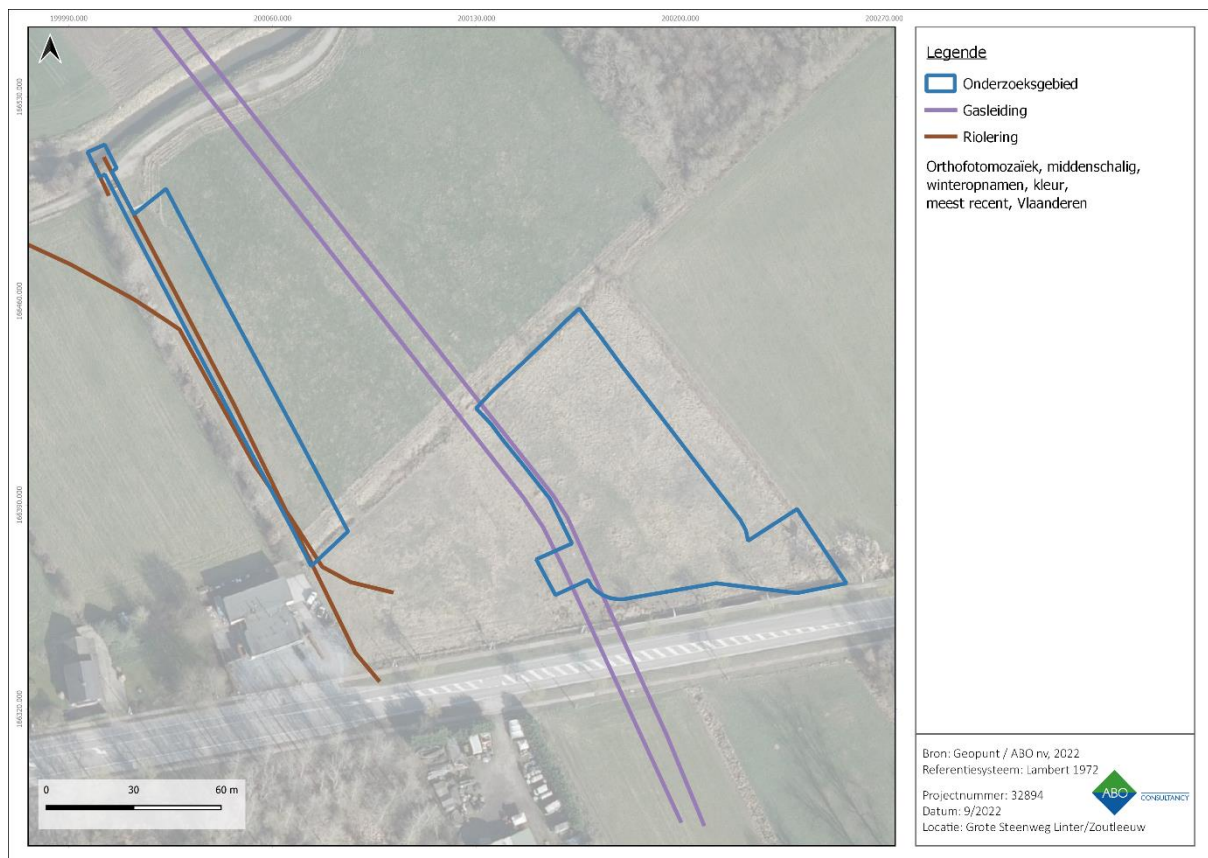 199990.000 200060.000 200130.000 200200.000 200270.000
166530.000
166460.000
166390.000
166320.000
0 30 60 m
Legende
Onderzoeksgebied
Gasleiding
Riolering
Orthofotomozaïek, middenschalig,
winteropnamen, kleur,
meest recent, Vlaanderen
Bron: Geopunt / ABO nv, 2022
Referentiesysteem: Lambert 1972
Projectnummer: 32894
Datum: 9/2022
Locatie: Grote Steenweg Linter/Zoutleeuw
ABO
CONSULTANCY